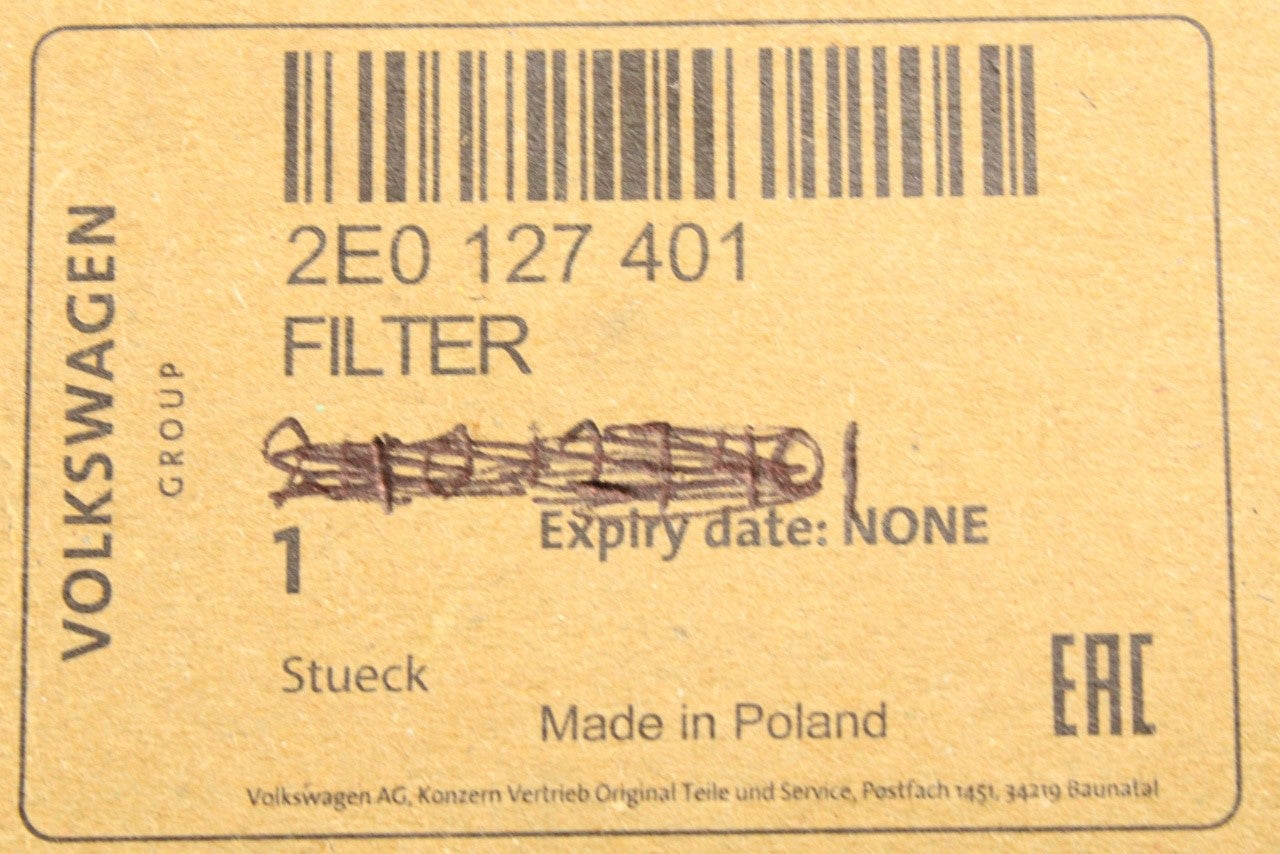 VOLKSWAGEN
GROUP
2E0 127 401
FILTER
1
Expiry date: NONE
Stueck
Made in Poland
EAC
Volkswagen AG, Konzern Vertrieb Original Teile und Service, Postfach 1451, 34219 Baunatal